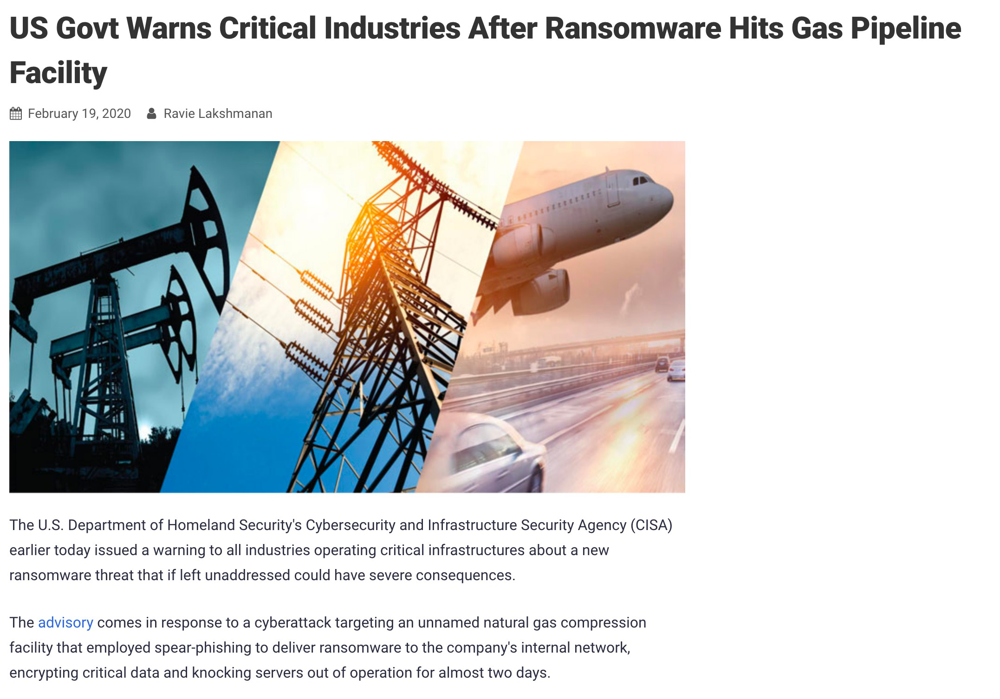 US Govt Warns Critical Industries After Ransomware Hits Gas Pipeline
Facility
February 19, 2020 Ravie Lakshmanan
The U.S. Department of Homeland Security's Cybersecurity and Infrastructure Security Agency (CISA)
earlier today issued a warning to all industries operating critical infrastructures about a new
ransomware threat that if left unaddressed could have severe consequences.
The advisory comes in response to a cyberattack targeting an unnamed natural gas compression
facility that employed spear-phishing to deliver ransomware to the company's internal network,
encrypting critical data and knocking servers out of operation for almost two days.